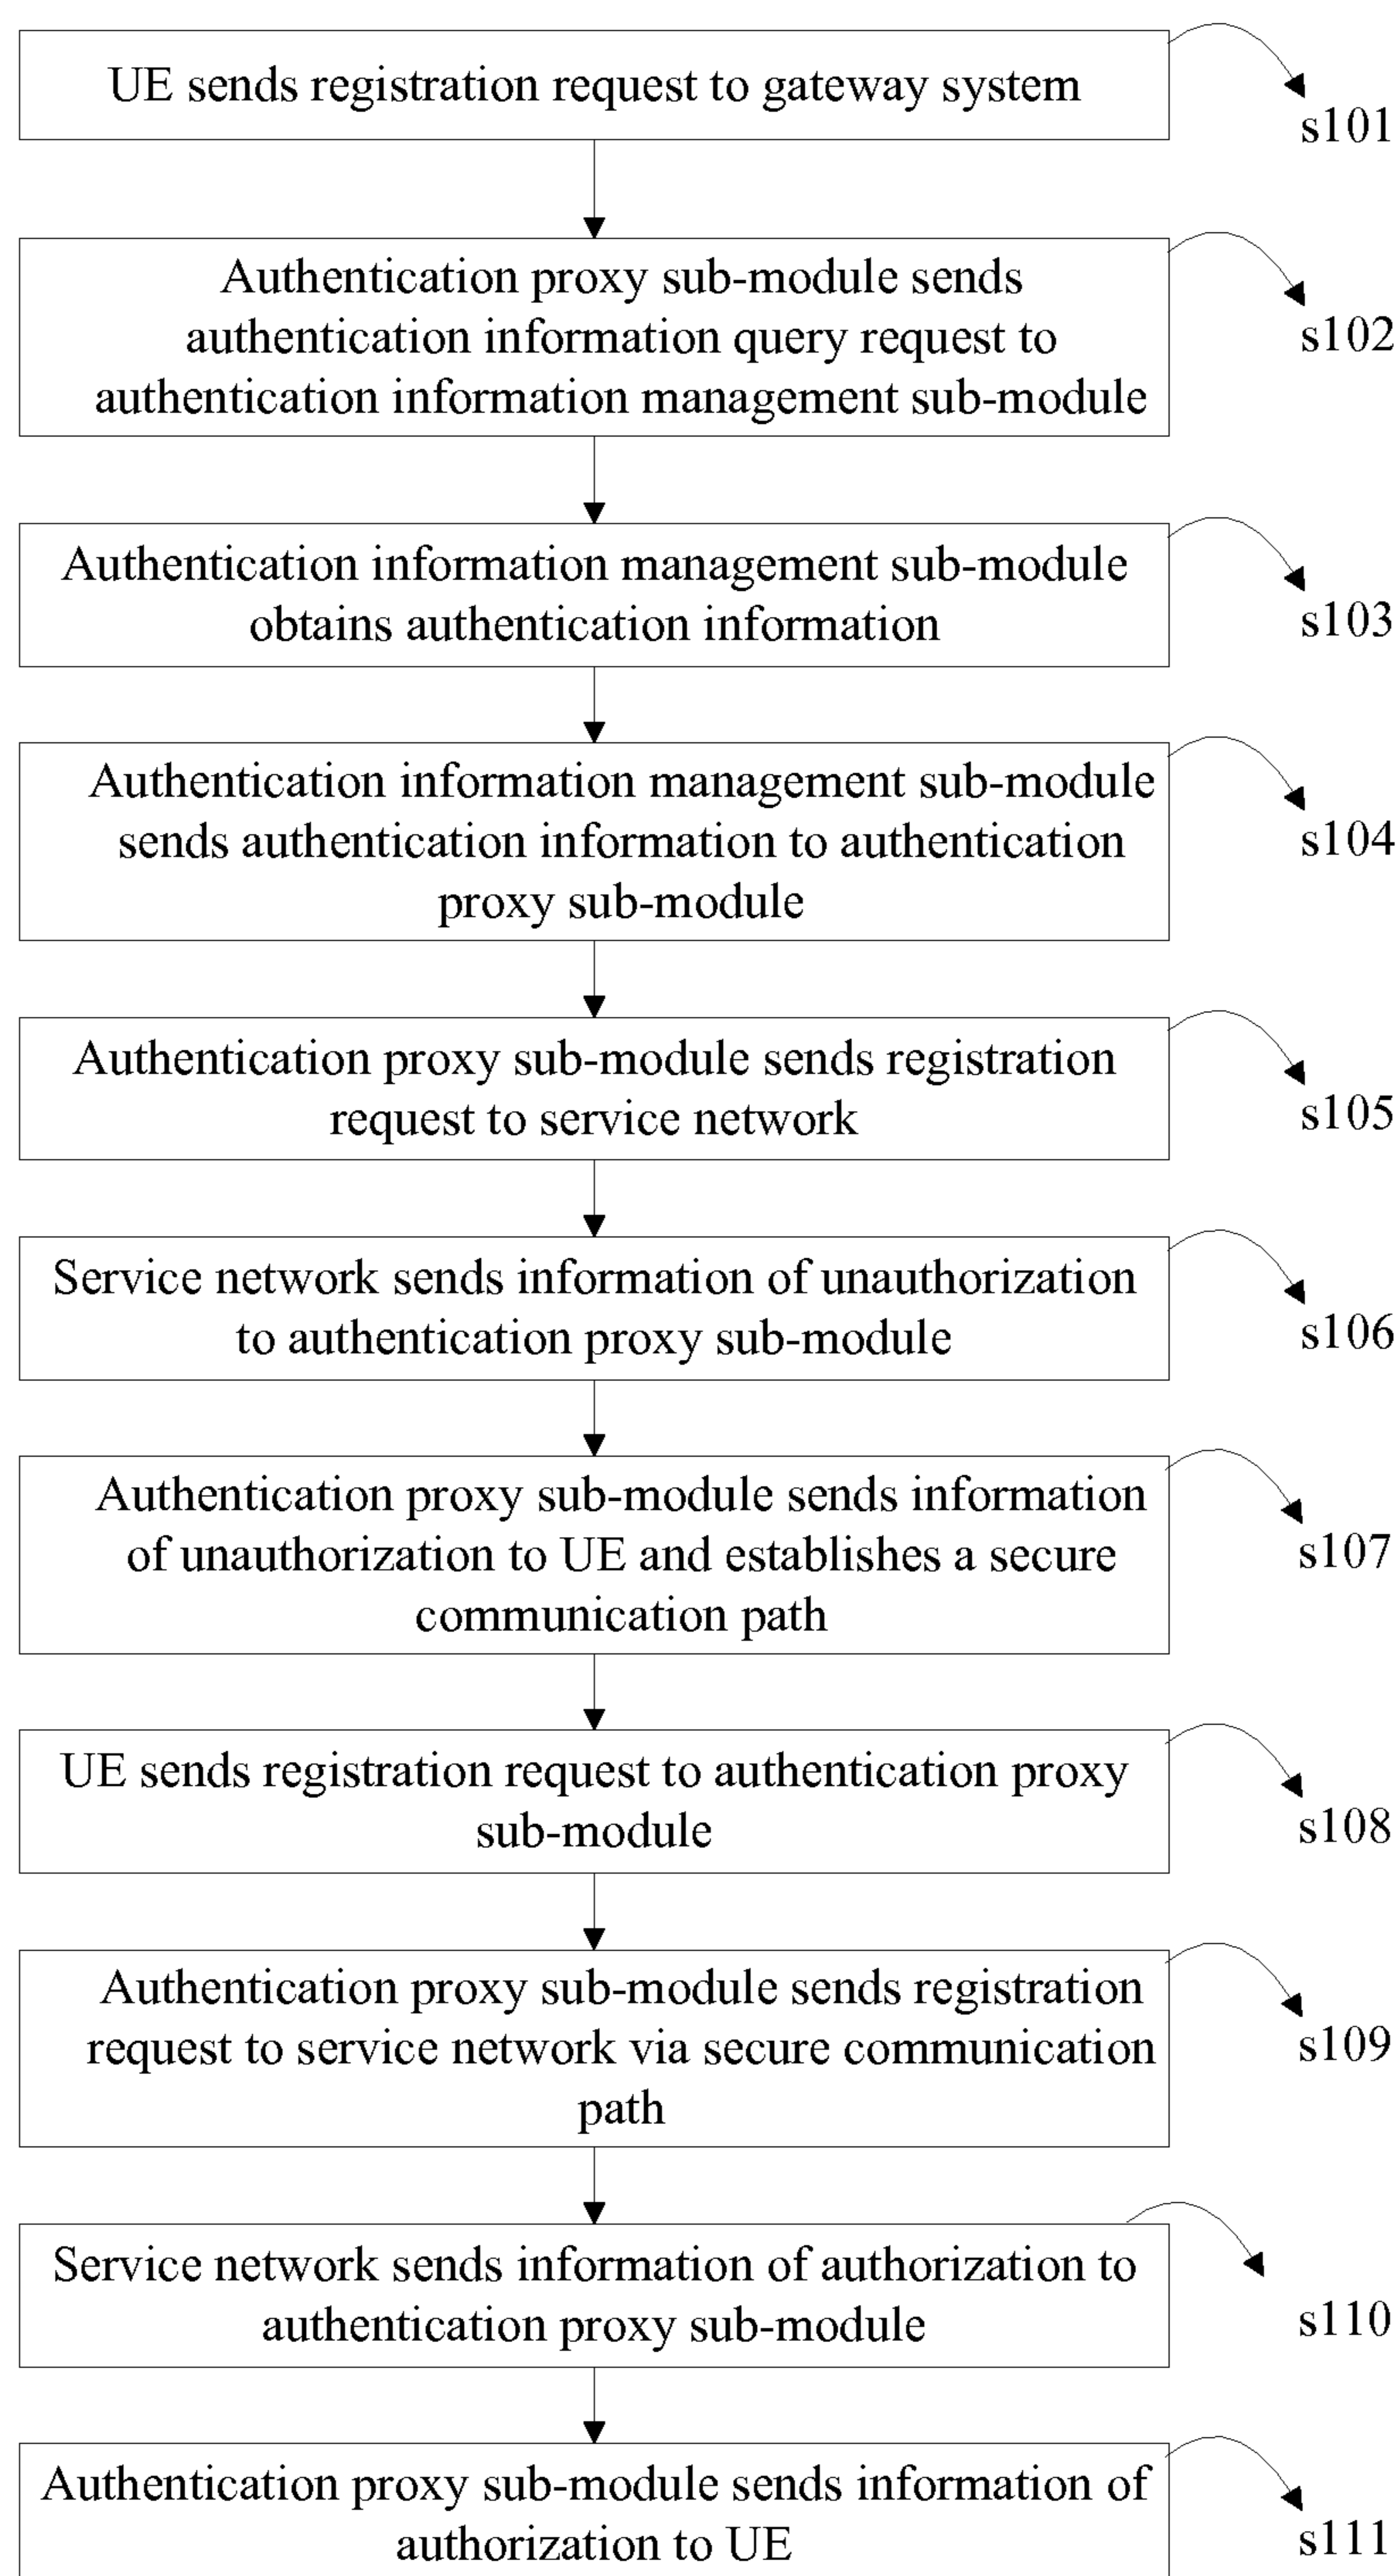 UE sends registration request to gateway system
s101
Authentication proxy sub-module sends
authentication information query request to
authentication information management sub-module
s102
Authentication information management sub-module
obtains authentication information
s103
Authentication information management sub-module
sends authentication information to authentication
proxy sub-module
s104
Authentication proxy sub-module sends registration
request to service network
s105
Service network sends information of unauthorization
to authentication proxy sub-module
s106
Authentication proxy sub-module sends information
of unauthorization to UE and establishes a secure
communication path
s107
UE sends registration request to authentication proxy
sub-module
s108
Authentication proxy sub-module sends registration
request to service network via secure communication
path
s109
Service network sends information of authorization to
authentication proxy sub-module
s110
Authentication proxy sub-module sends information of
authorization to UE
s111